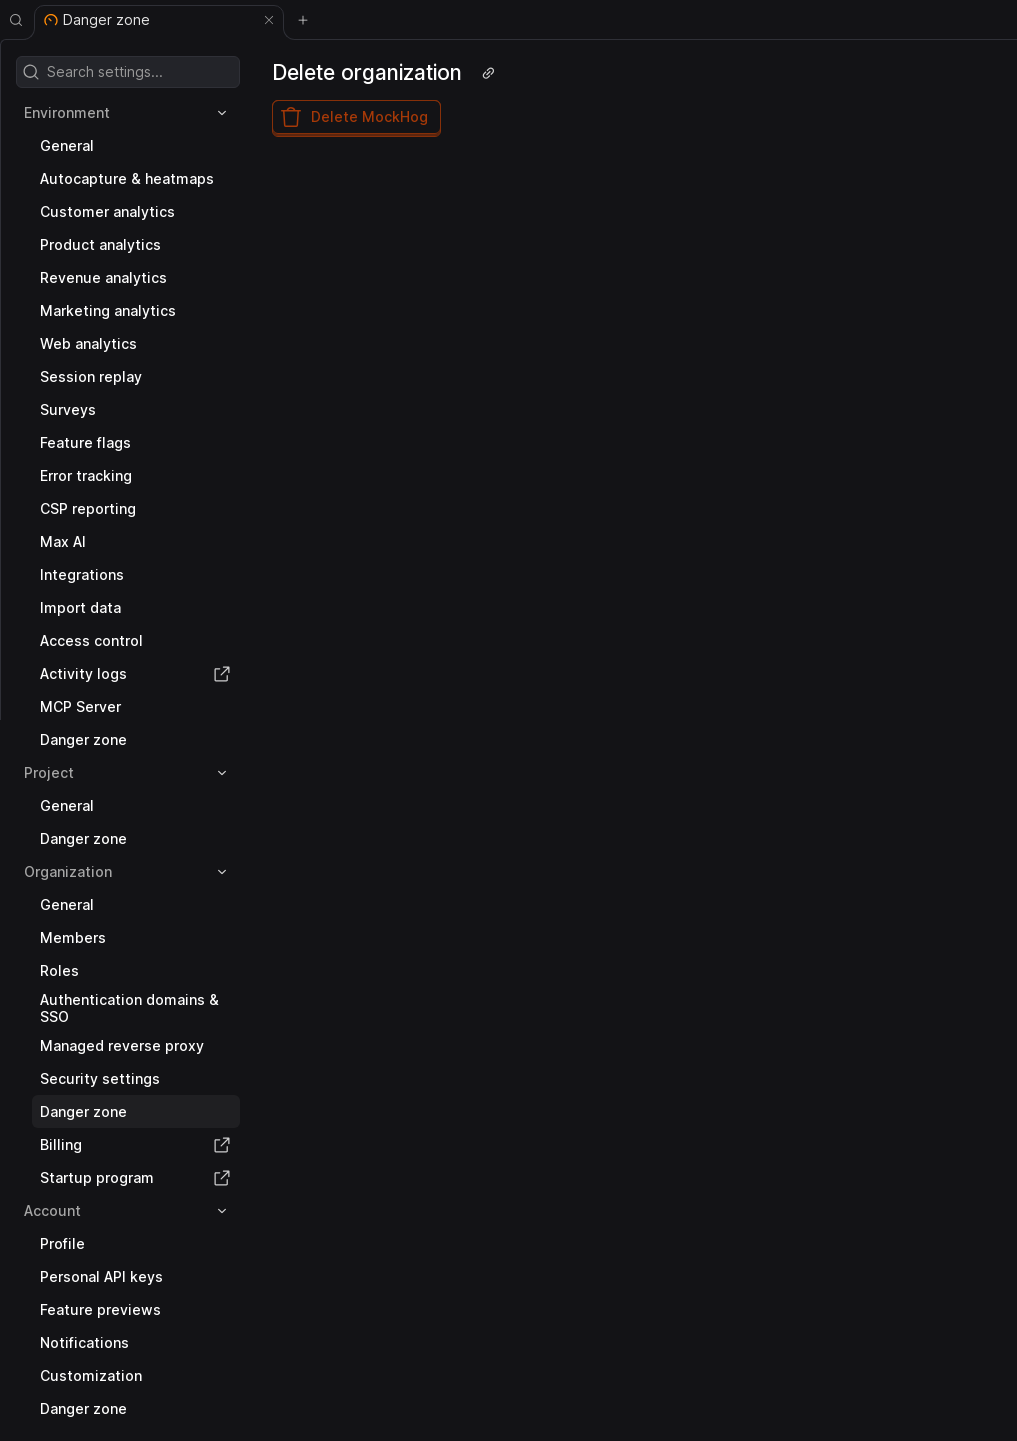 Danger zone
Search settings...
Environment
General
Autocapture & heatmaps
Customer analytics
Product analytics
Revenue analytics
Marketing analytics
Web analytics
Session replay
Surveys
Feature flags
Error tracking
CSP reporting
Max AI
Integrations
Import data
Access control
Activity logs
MCP Server
Danger zone
Project
General
Danger zone
Organization
General
Members
Roles
Authentication domains &
SSO
Managed reverse proxy
Security settings
Danger zone
Billing
Startup program
Account
Profile
Personal API keys
Feature previews
Notifications
Customization
Danger zone
Delete organization
Delete MockHog